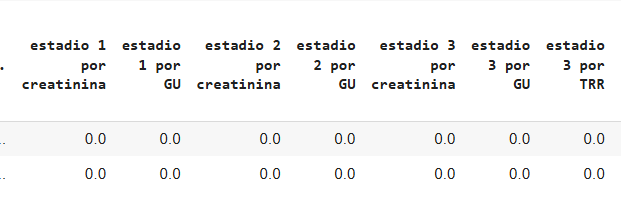 estadio 1 estadio estadio 2 estadio estadio 3 estadio estadio
por 1 por por 2 por por 3 por 3 por
. creatinina GU creatinina GU creatinina GU TRR
.. 0.0 0.0 0.0 0.0 0.0 0.0 0.0
.. 0.0 0.0 0.0 0.0 0.0 0.0 0.0